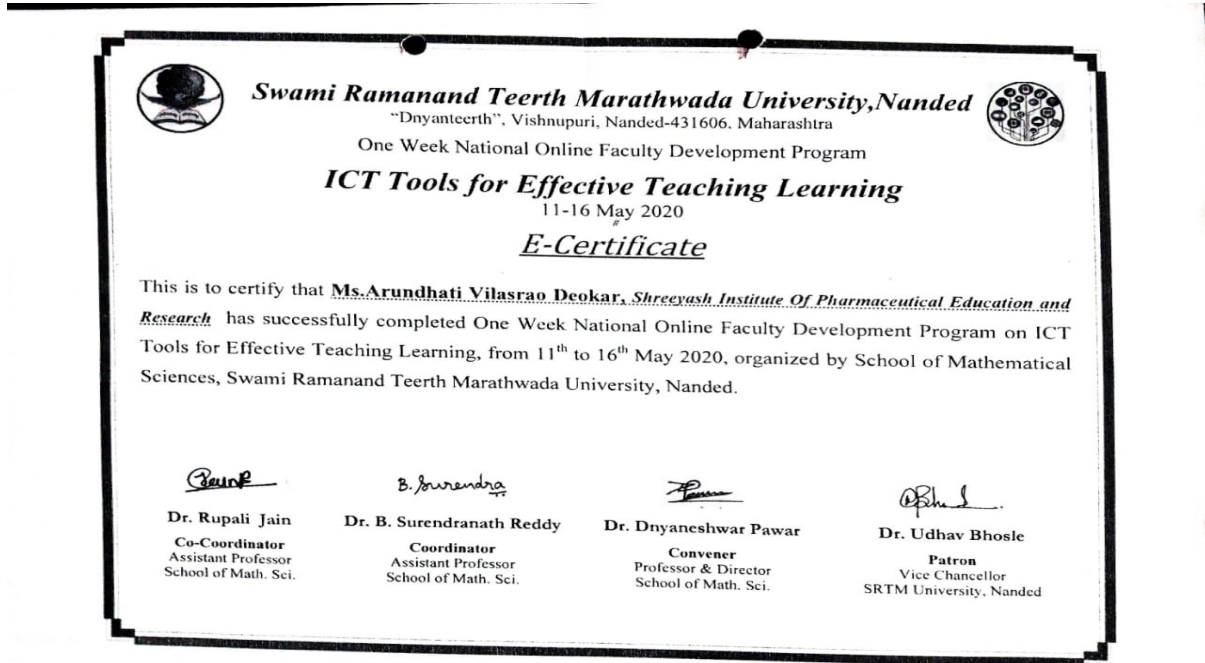 Swami Ramanand Teerth Marathwada University,Nanded
"Dnyanteerth", Vishnupuri, Nanded-431606. Maharashtra
One Week National Online Faculty Development Program
ICT Tools for Effective Teaching Learning
11-16 May 2020
E-Certificate
This is to certify that Ms.Arundhati Vilasrao Deokar, Shreeyash Institute Of Pharmaceutical Education and
Research has successfully completed One Week National Online Faculty Development Program on ICT
Tools for Effective Teaching Learning, from 11th to 16th May 2020, organized by School of Mathematical
Sciences, Swami Ramanand Teerth Marathwada University, Nanded.
B. Surendra
Dr. Rupali Jain
Co-Coordinator
Assistant Professor
School of Math. Sci.
Dr. B. Surendranath Reddy
Coordinator
Assistant Professor
School of Math. Sci.
Dr. Dnyaneshwar Pawar
Convener
Professor & Director
School of Math. Sci.
Dr. Udhav Bhosle
Patron
Vice Chancellor
SRTM University, Nanded